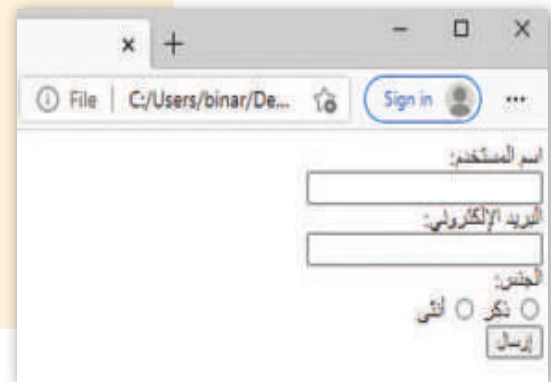 File C:/Users/binar/De... Sign in
اسم المستخدم:
البريد الإلكتروني:
الجنس:
ذكر أنثى
إرسال